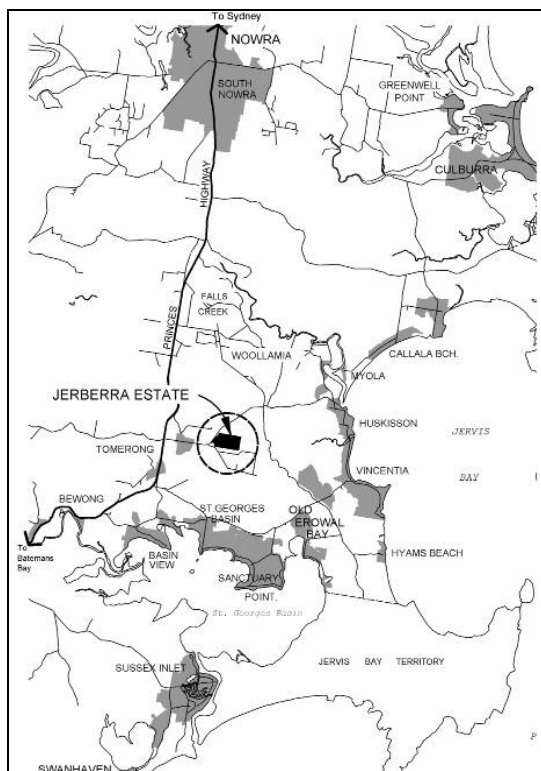 To Sydney
NOWRA
SOUTH
NOWRA
GREENWELL
POINT
CULBURRA
HIGHWAY
PRINCES
FALLS
CREEK
WOOLLAMIA
CALLALA BCH.
MYOLA
JERBERRA ESTATE
HUSKISSON
JERVIS
BAY
TOMERONG
VINCENTIA
BEWONG
ST.GEORGES
BASIN
OLD
EROWAL
BAY
To
Batemans
Bay
BASIN
VIEW
HYAMS BEACH
SANCTUARY
POINT.
St. Georges Basin
SUSSEX INLET
JERVIS BAY TERRITORY
SWANHAVEN
P